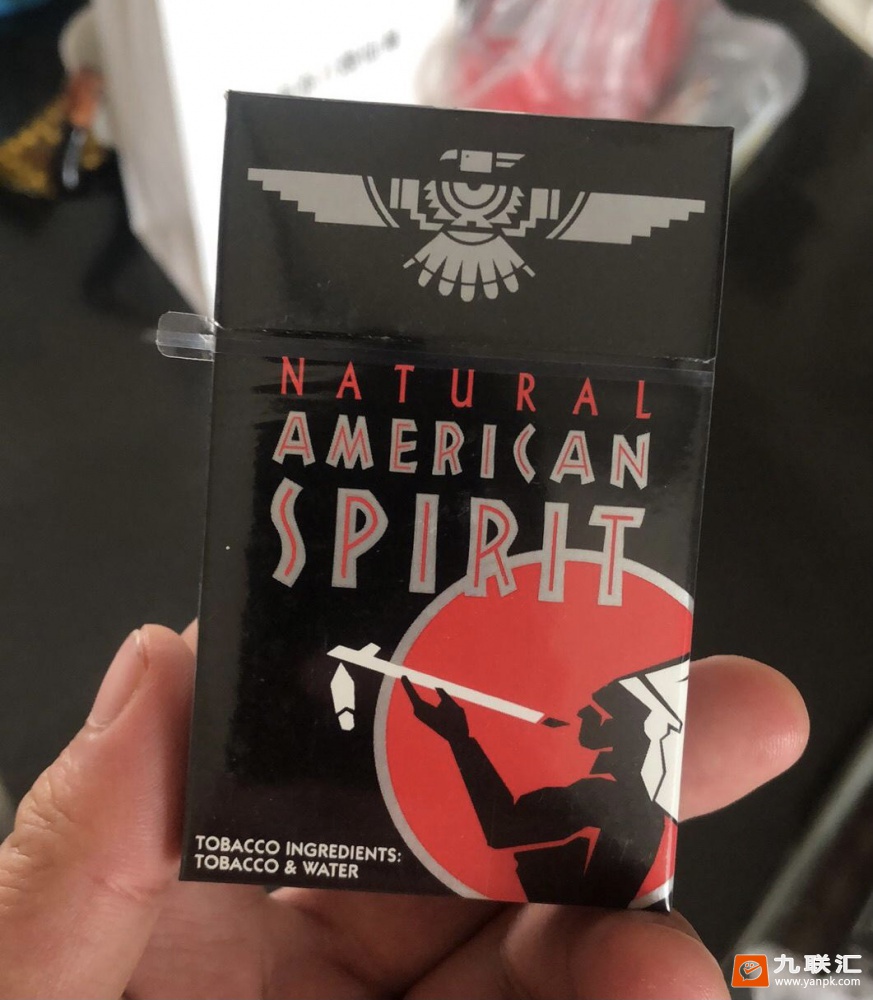 NATURAL
AMERICAN
SPIRIT
TOBACCO INGREDIENTS:
TOBACCO & WATER
九联汇
www.yanpk.com